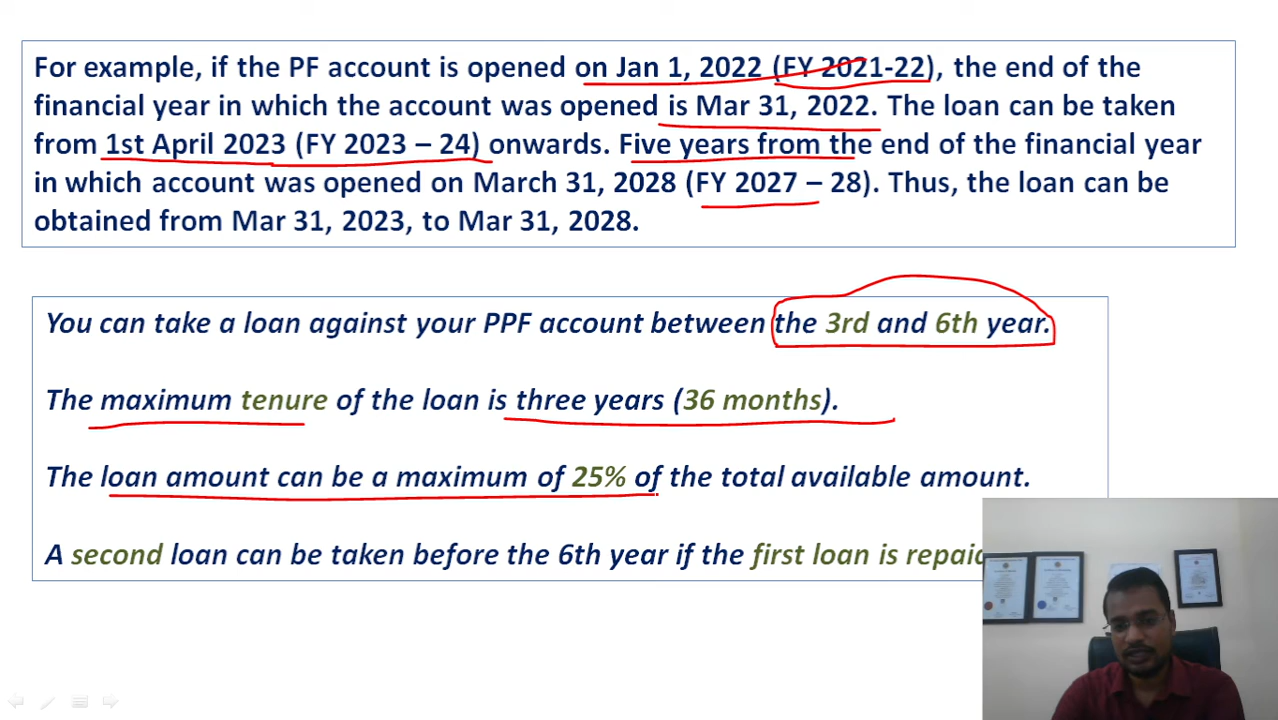 For example, if the PF account is opened on Jan 1, 2022 (FY 2021-22), the end of the
financial year in which the account was opened is Mar 31, 2022. The loan can be taken
from 1st April 2023 (FY 2023 – 24) onwards. Five years from the end of the financial year
in which account was opened on March 31, 2028 (FY 2027 – 28). Thus, the loan can be
obtained from Mar 31, 2023, to Mar 31, 2028.
You can take a loan against your PPF account between the 3rd and 6th year.
The maximum tenure of the loan is three years (36 months).
The loan amount can be a maximum of 25% of the total available amount.
A second loan can be taken before the 6th year if the first loan is